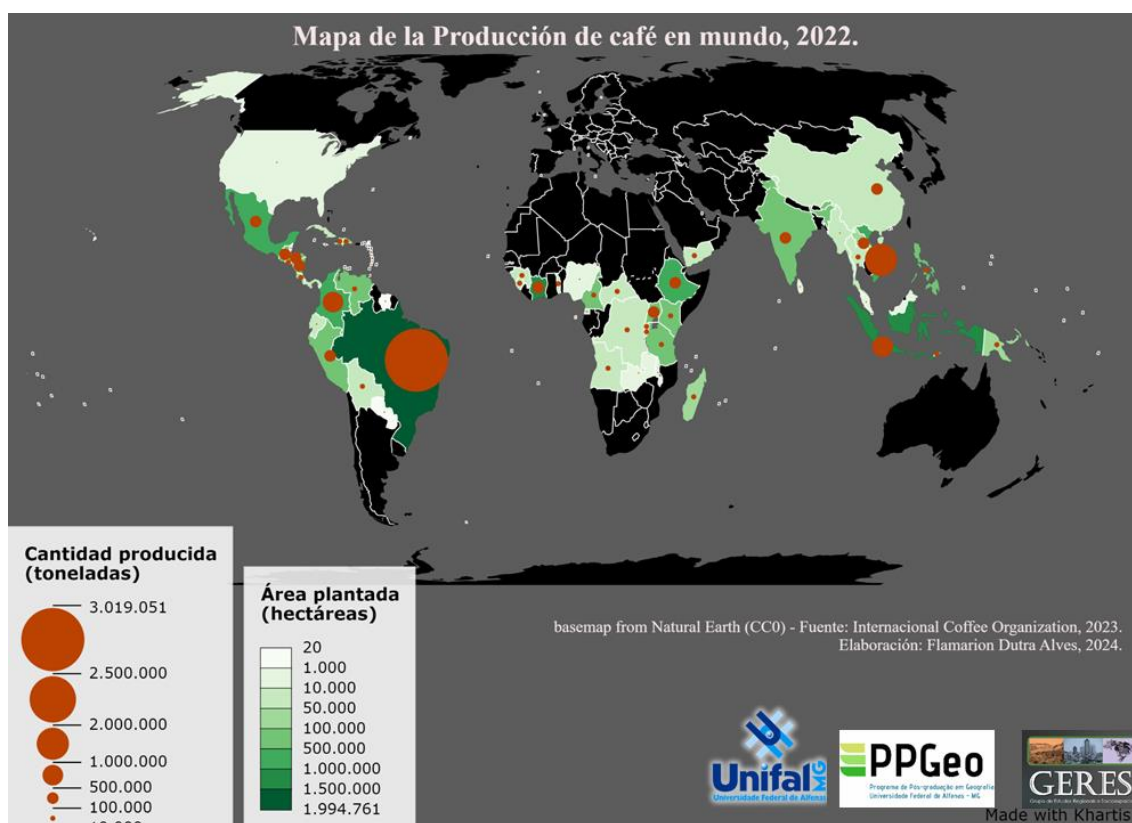 Mapa de la Producción de café en mundo, 2022.
Cantidad producida
(toneladas)
3.019.051
2.500.000
2.000.000
1.000.000
500.000
100.000
Área plantada
(hectáreas)
20
1.000
10.000
50.000
100.000
500.000
1.000.000
1.500.000
1.994.761
basemap from Natural Earth (CC0) - Fuente: Internacional Coffee Organization, 2023.
Elaboración: Flamarion Dutra Alves, 2024.
Unifal MG
Universidade Federal de Alfenas
PPGeo
Programa de Pós-graduação em Geografia
Universidade Federal de Alfenas - MG
GERES
Made with Khartis